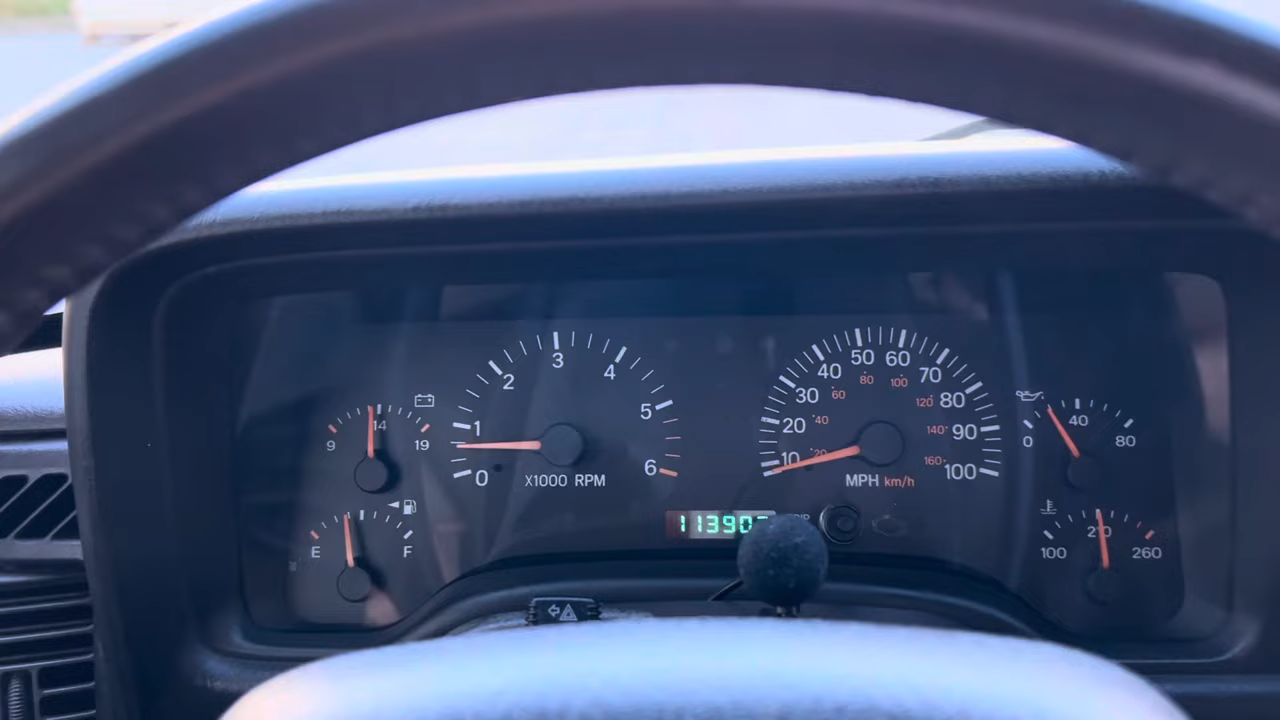 9 14 19
E F
0 1 2 3 4 5 6
X1000 RPM
10 20 30 40 50 60 70 80 90 100
20 40 60 80 100 120 140 160
MPH km/h
11390
0 40 80
100 210 260